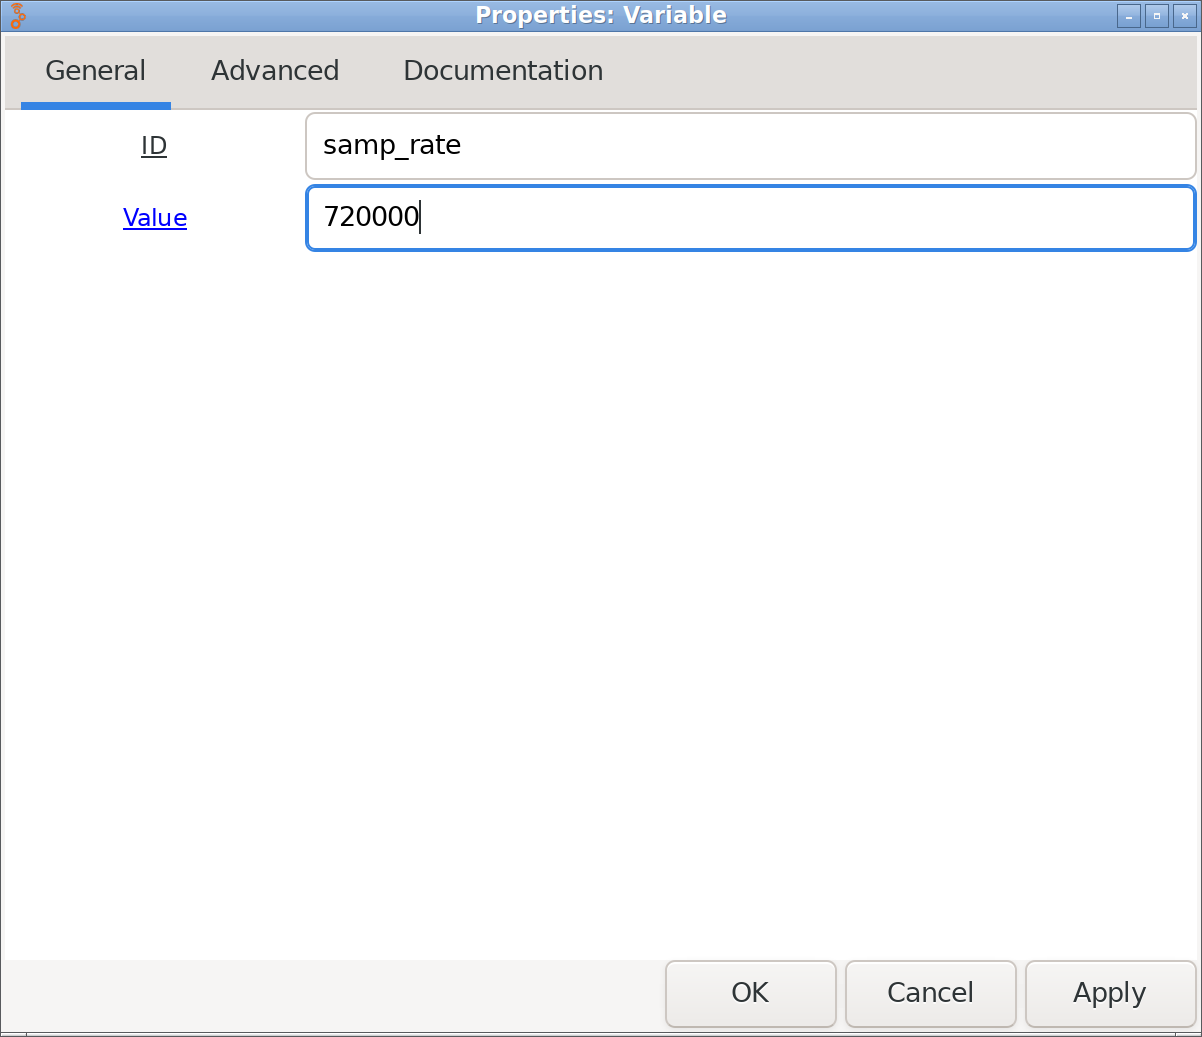 Properties: Variable
General Advanced Documentation
ID samp_rate
Value 720000
OK Cancel Apply